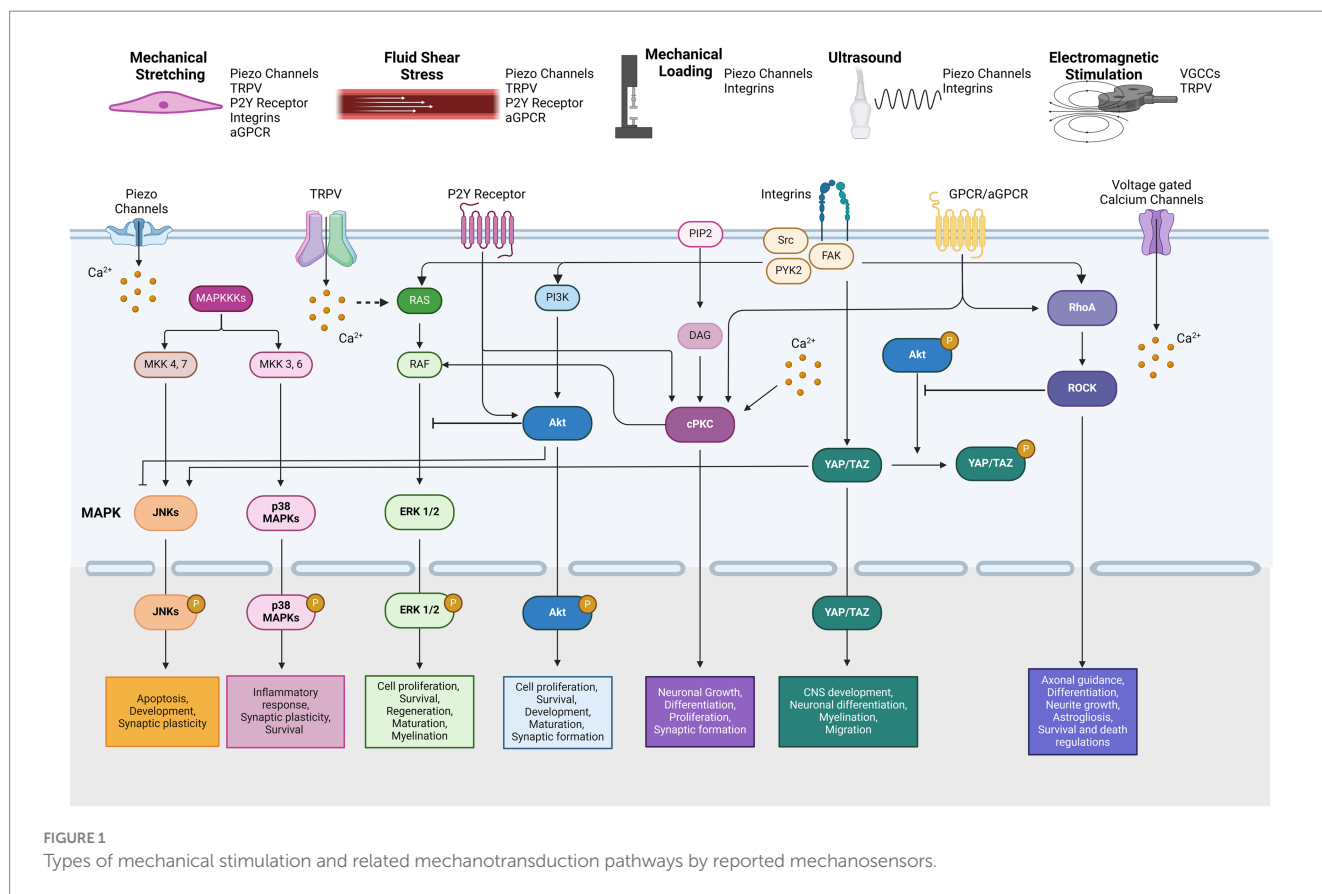 Mechanical
Stretching
Piezo Channels
TRPV
P2Y Receptor
Integrins
aGPCR
Fluid Shear
Stress
Piezo Channels
TRPV
P2Y Receptor
aGPCR
Mechanical
Loading
Piezo Channels
Integrins
Ultrasound
Piezo Channels
Integrins
Electromagnetic
Stimulation
VGCCs
TRPV
Piezo
Channels
TRPV
P2Y Receptor
Integrins
GPCR/aGPCR
Voltage gated
Calcium Channels
PIP2
Src
FAK
PYK2
Ca²⁺
MAPKKKs
Ca²⁺
RAS
PI3K
DAG
Ca²⁺
RhoA
Ca²⁺
MKK 4, 7
MKK 3, 6
RAF
Akt
P
ROCK
Akt
cPKC
YAP/TAZ
YAP/TAZ
P
MAPK
JNKs
p38
MAPKs
ERK 1/2
JNKs
P
p38
MAPKs
P
ERK 1/2
P
Akt
P
YAP/TAZ
Apoptosis,
Development,
Synaptic plasticity
Inflammatory
response,
Synaptic plasticity,
Survival
Cell proliferation,
Survival,
Regeneration,
Maturation,
Myelination
Cell proliferation,
Survival,
Development,
Maturation,
Synaptic formation
Neuronal Growth,
Differentiation,
Proliferation,
Synaptic formation
CNS development,
Neuronal differentiation,
Myelination,
Migration
Axonal guidance,
Differentiation,
Neurite growth,
Astrogliosis,
Survival and death
regulations
FIGURE 1
Types of mechanical stimulation and related mechanotransduction pathways by reported mechanosensors.